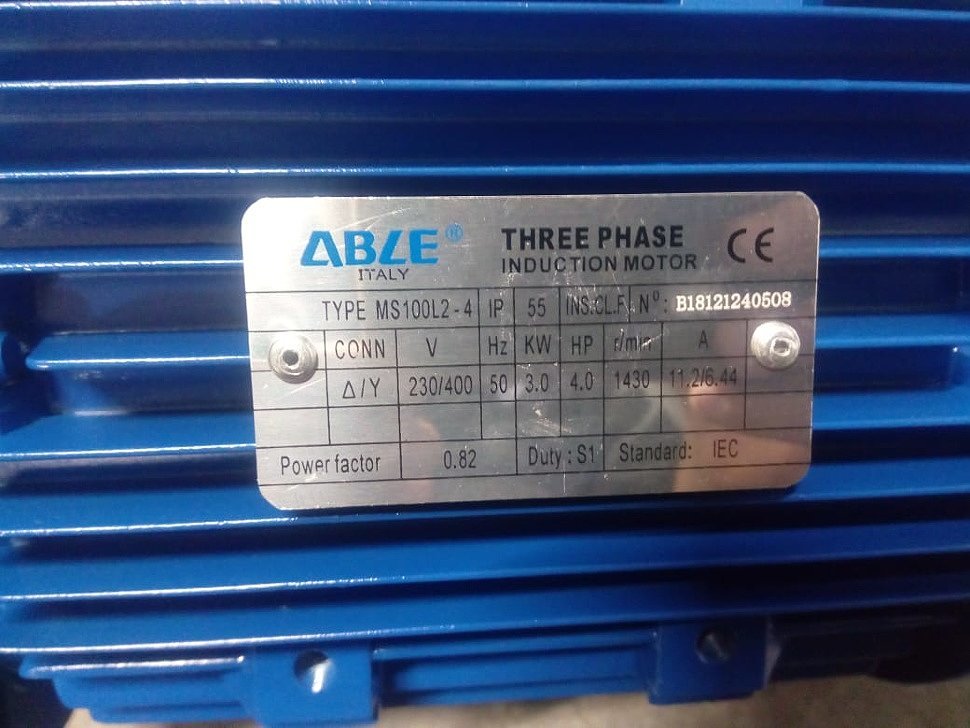 ABLE®
ITALY
THREE PHASE
INDUCTION MOTOR
CE
TYPE MS100L2-4 IP 55 INS.CL.F N°: B18121240508
CONN V Hz KW HP r/min A
Δ/Y 230/400 50 3.0 4.0 1430 11.2/6.44
Power factor 0.82 Duty : S1 Standard: IEC